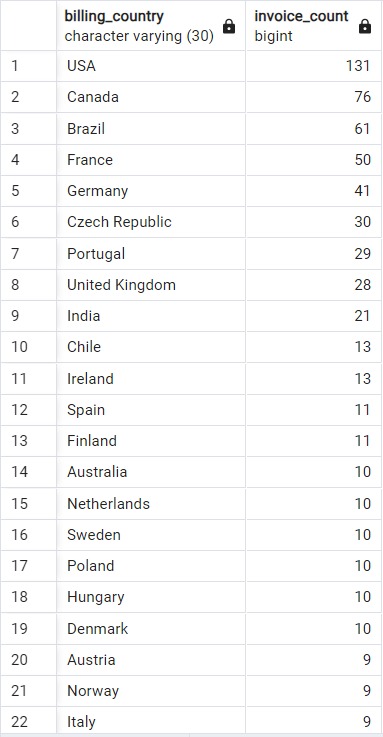 billing_country invoice_count
character varying (30) bigint
1 USA 131
2 Canada 76
3 Brazil 61
4 France 50
5 Germany 41
6 Czech Republic 30
7 Portugal 29
8 United Kingdom 28
9 India 21
10 Chile 13
11 Ireland 13
12 Spain 11
13 Finland 11
14 Australia 10
15 Netherlands 10
16 Sweden 10
17 Poland 10
18 Hungary 10
19 Denmark 10
20 Austria 9
21 Norway 9
22 Italy 9